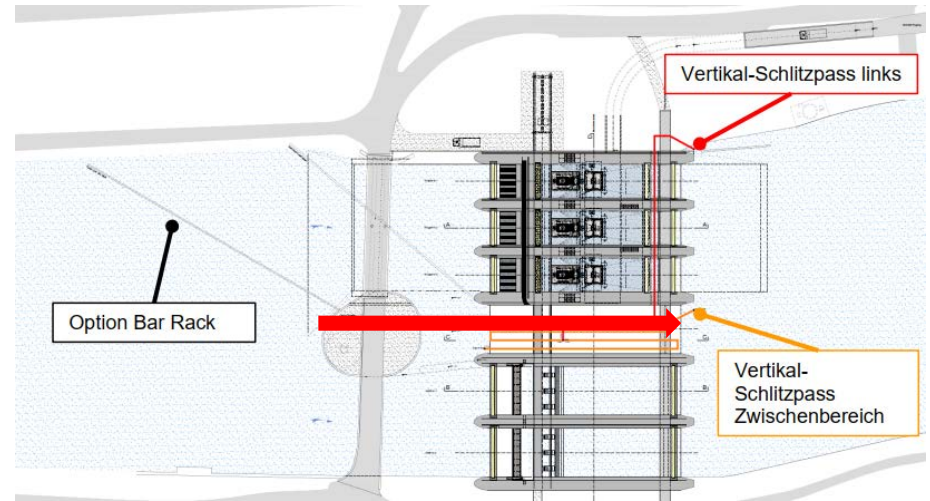 Vertikal-Schlitzpass links
Option Bar Rack
Vertikal-
Schlitzpass
Zwischenbereich